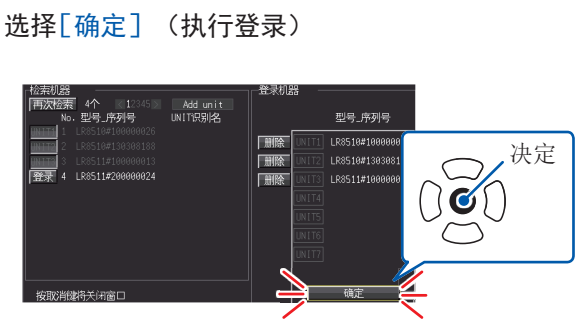 选择[确定] （执行登录）
检索机器
再次检索 4个 <12345> Add unit
No. 型号_序列号 UNIT识别名
UNIT1 1 LR8510#100000026
UNIT2 2 LR8510#130308188
UNIT3 3 LR8511#100000013
登录 4 LR8511#200000024
按取消键将关闭窗口
登录机器
型号_序列号
删除 UNIT1 LR8510#1000000
删除 UNIT2 LR8510#1303081
删除 UNIT3 LR8511#1000000
UNIT4
UNIT5
UNIT6
UNIT7
确定
决定